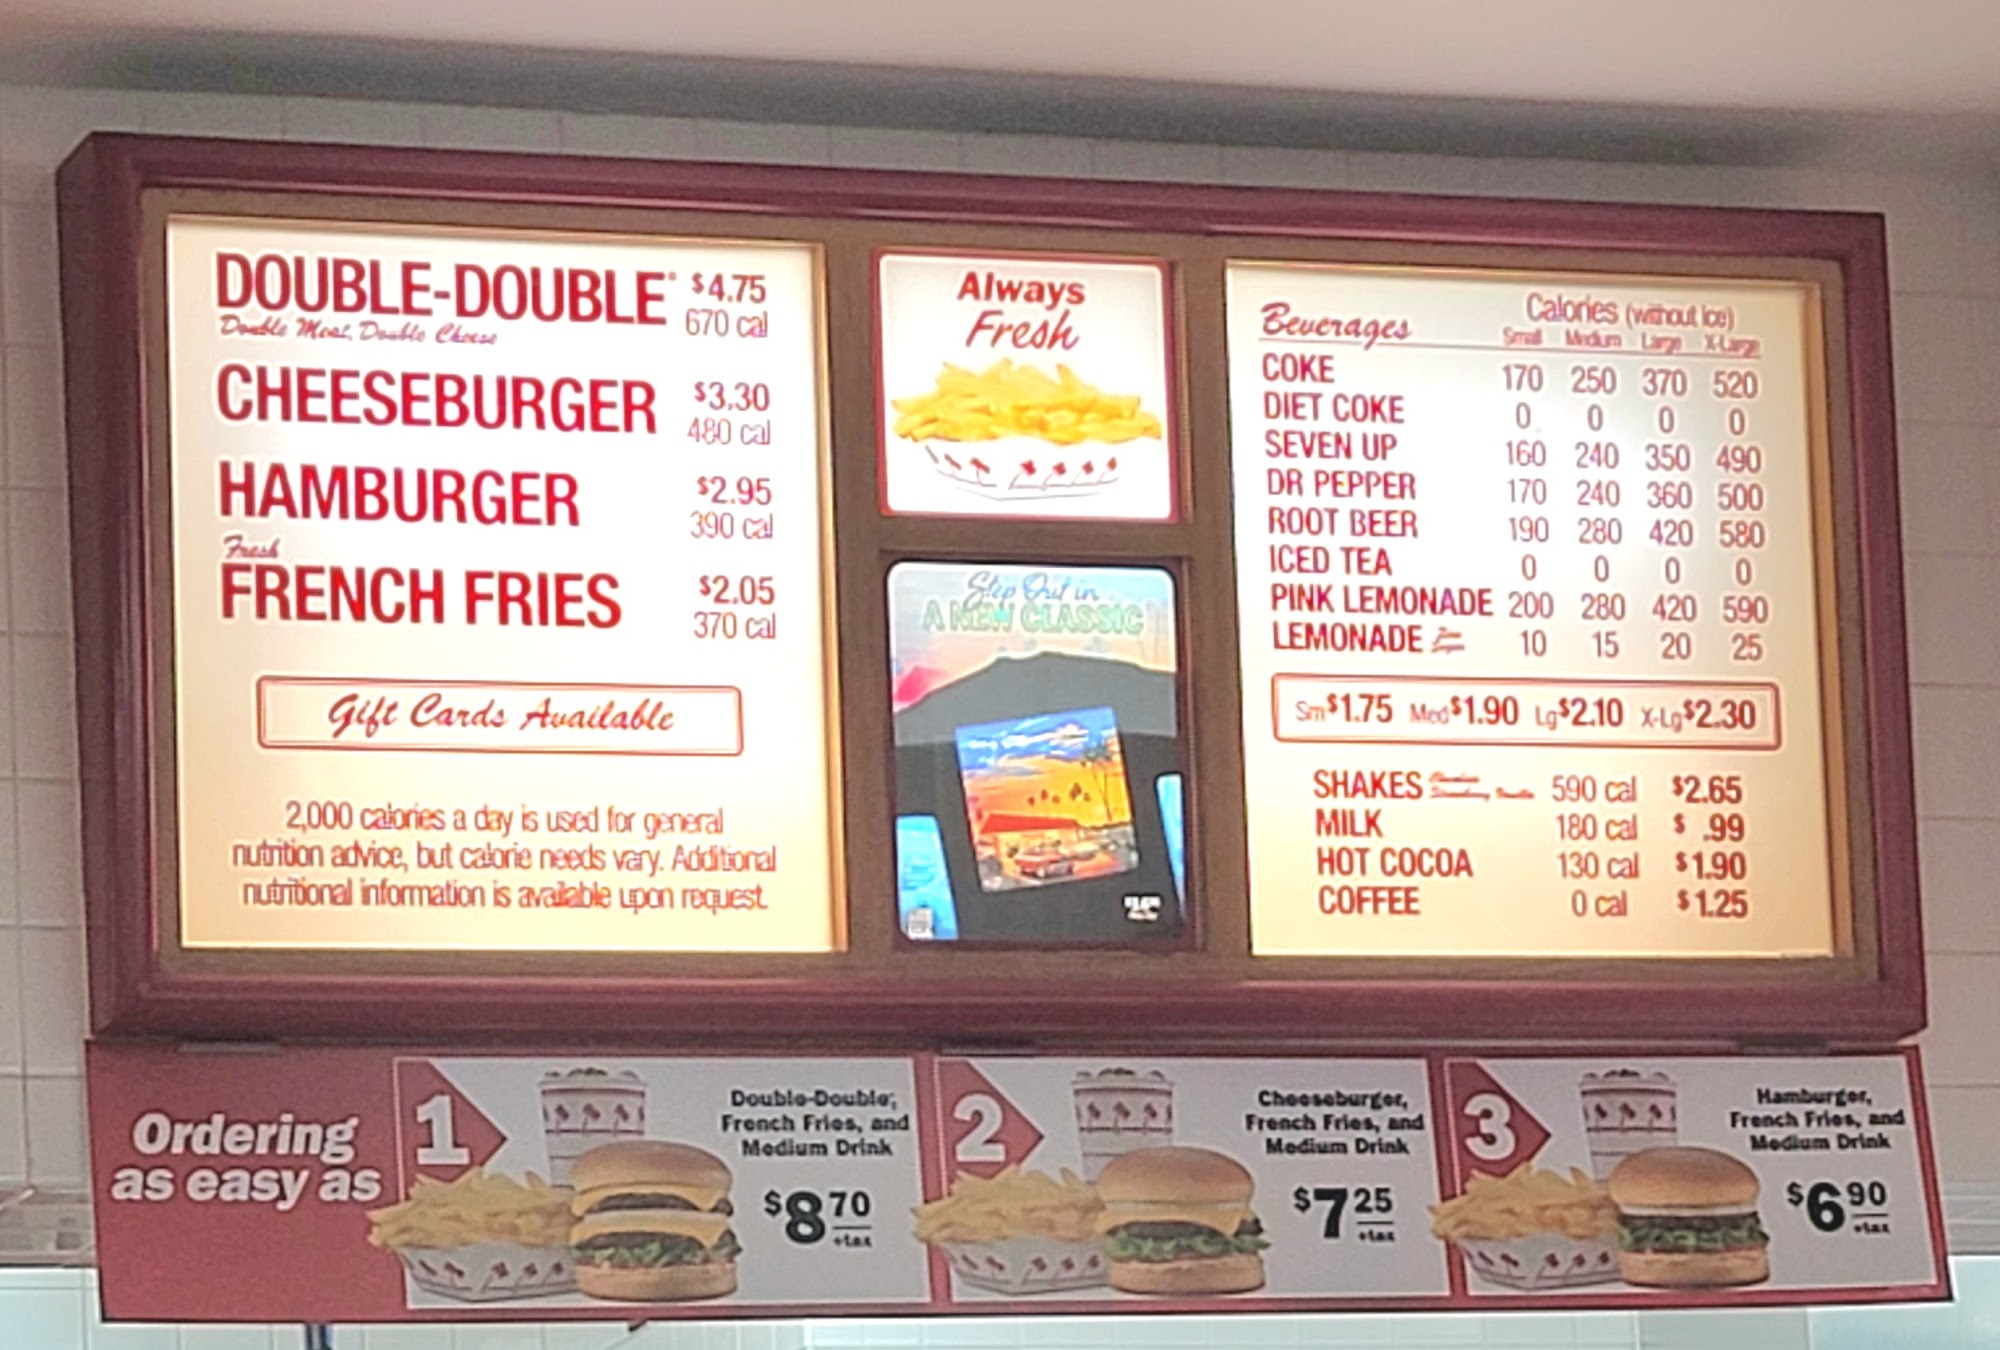 DOUBLE-DOUBLE® $4.75
Double Meat, Double Cheese 670 cal
CHEESEBURGER $3.30
480 cal
HAMBURGER $2.95
390 cal
Fresh
FRENCH FRIES $2.05
370 cal
Gift Cards Available
2,000 calories a day is used for general
nutrition advice, but calorie needs vary. Additional
nutritional information is available upon request.
Always
Fresh
Step Out in
A NEW CLASSIC
Beverages Calories (without ice)
Small Medium Large X-Large
COKE 170 250 370 520
DIET COKE 0 0 0 0
SEVEN UP 160 240 350 490
DR PEPPER 170 240 360 500
ROOT BEER 190 280 420 580
ICED TEA 0 0 0 0
PINK LEMONADE 200 280 420 590
LEMONADE 10 15 20 25
Sm $1.75 Med $1.90 Lg $2.10 X-Lg $2.30
SHAKES 590 cal $2.65
MILK 180 cal $ .99
HOT COCOA 130 cal $1.90
COFFEE 0 cal $1.25
Ordering
as easy as
1
Double-Double,
French Fries, and
Medium Drink
$8 70
+tax
2
Cheeseburger,
French Fries, and
Medium Drink
$7 25
+tax
3
Hamburger,
French Fries, and
Medium Drink
$6 90
+tax